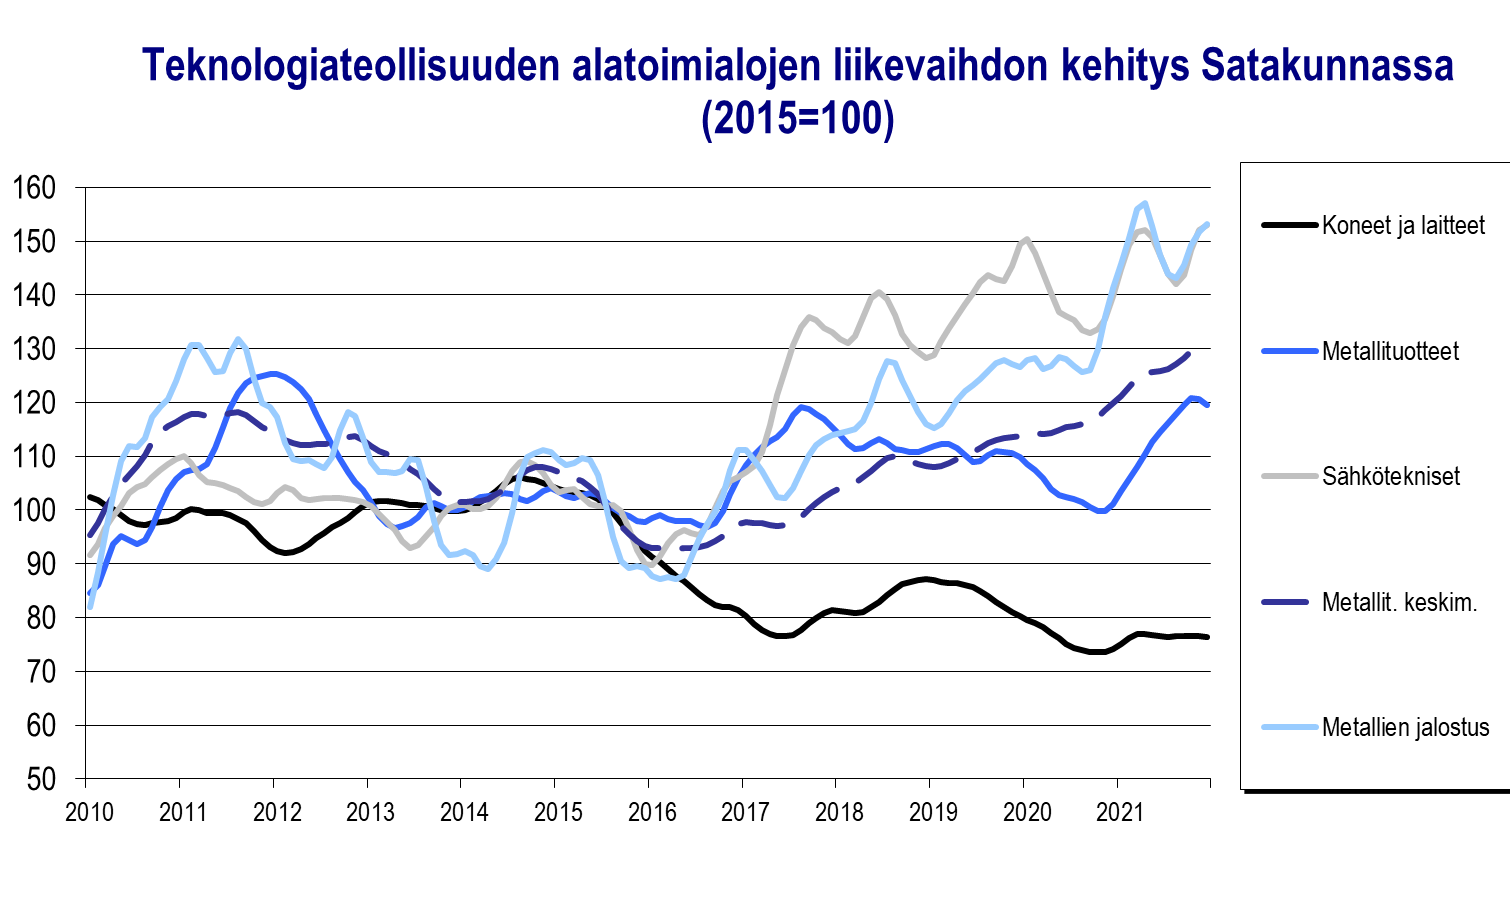 Teknologiateollisuuden alatoimialojen liikevaihdon kehitys Satakunnassa
(2015=100)
160
150
140
130
120
110
100
90
80
70
60
50
2010 2011 2012 2013 2014 2015 2016 2017 2018 2019 2020 2021
Koneet ja laitteet
Metallituotteet
Sähkötekniset
Metallit. keskim.
Metallien jalostus